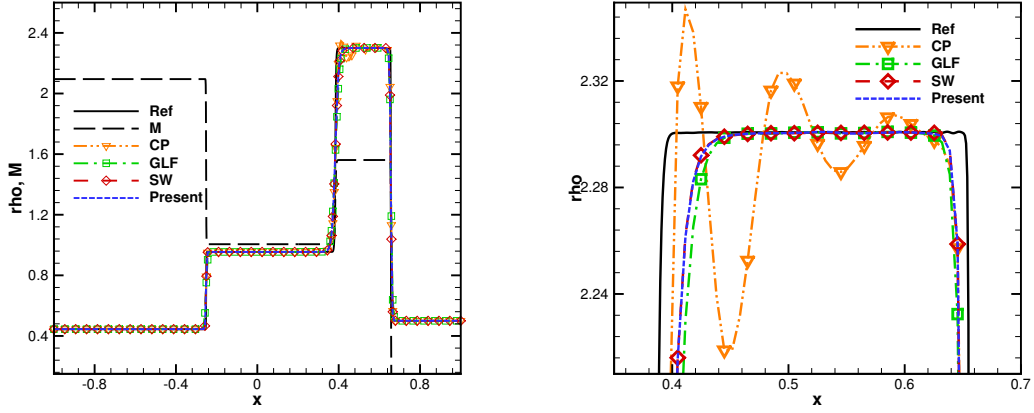 rho, M
2.4
2
1.6
1.2
0.8
0.4
-0.8
-0.4
0
0.4
0.8
x
Ref
M
CP
GLF
SW
Present
rho
2.32
2.28
2.24
0.4
0.5
0.6
0.7
x
Ref
CP
GLF
SW
Present